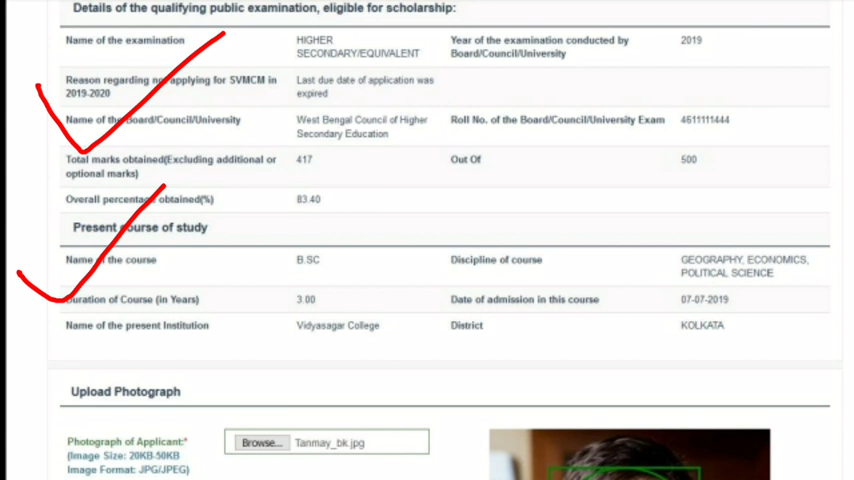 Details of the qualifying public examination, eligible for scholarship:
Name of the examination HIGHER SECONDARY/EQUIVALENT Year of the examination conducted by Board/Council/University 2019
Reason regarding not applying for SVMCM in 2019-2020 Last due date of application was expired
Name of the Board/Council/University West Bengal Council of Higher Secondary Education Roll No. of the Board/Council/University Exam 4611111444
Total marks obtained(Excluding additional or optional marks) 417 Out Of 500
Overall percentage obtained(%) 83.40
Present course of study
Name of the course B.SC Discipline of course GEOGRAPHY, ECONOMICS, POLITICAL SCIENCE
Duration of Course (in Years) 3.00 Date of admission in this course 07-07-2019
Name of the present Institution Vidyasagar College District KOLKATA
Upload Photograph
Photograph of Applicant:* Browse... Tanmay_bk.jpg
(Image Size: 20KB-50KB
Image Format: JPG/JPEG)